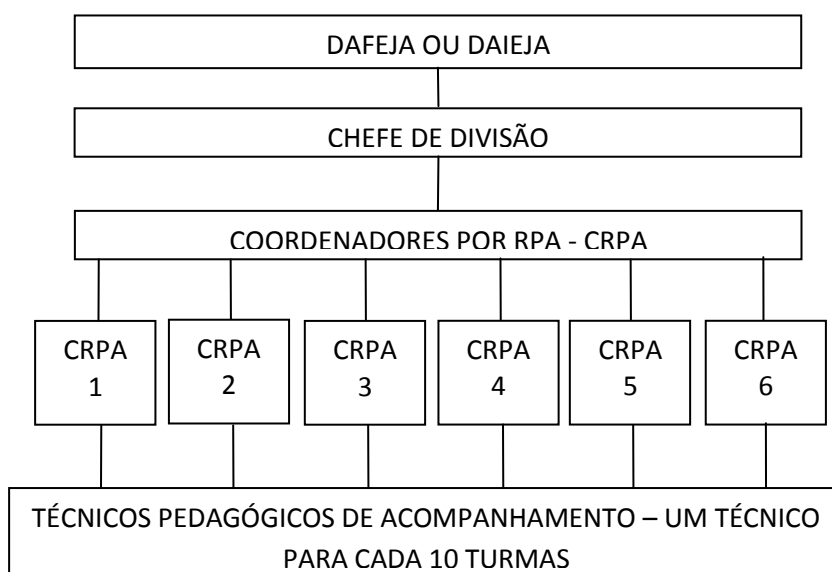 DAFEJA OU DAIEJA
CHEFE DE DIVISÃO
COORDENADORES POR RPA - CRPA
CRPA
1
CRPA
2
CRPA
3
CRPA
4
CRPA
5
CRPA
6
TÉCNICOS PEDAGÓGICOS DE ACOMPANHAMENTO – UM TÉCNICO
PARA CADA 10 TURMAS